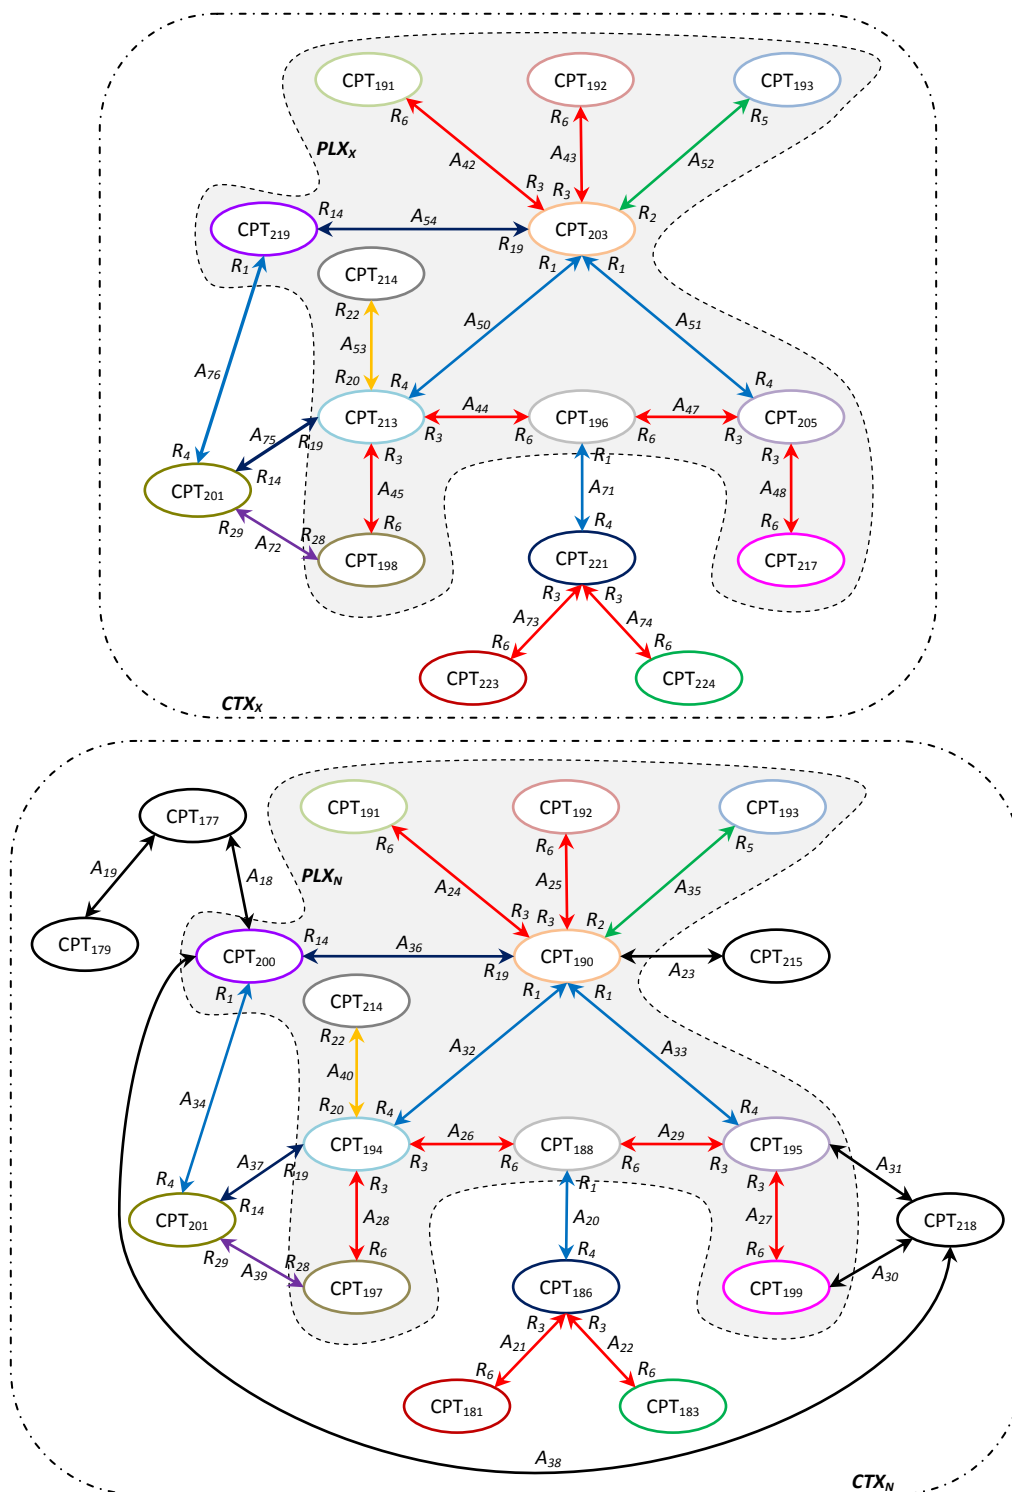 CPT191 CPT192 CPT193
R6 R6 R5
PLXX A42 A43 A52
R3 R3 R2
R14 A54
CPT219 CPT203
R19
R1 CPT214 R1 R1
R22 A50 A51
A53
A76 R20 R4 R4
CPT213 A44 CPT196 A47 CPT205
A75 R19 R3 R6 R6 R3
R4 R14 R3 R1 R3
CPT201 A45 A71 A48
R29 A72 R28 R6 R4 R6
CPT198 CPT221 CPT217
R3 R3
A73 A74
R6 R6
CPT223 CPT224
CTXX
CPT177 CPT191 CPT192 CPT193
R6 R6 R5
A19 A18 PLXN A24 A25 A35
R3 R3 R2
CPT179 R14 A36
CPT200 CPT190 CPT215
R19 A23
R1 CPT214 R1 R1
R22 A32 A33
A40
A34 R20 R4 R4
CPT194 A26 CPT188 A29 CPT195
A37 R19 R3 R6 R6 R3 A31
R4 R14 R3 R1 R3
CPT201 A28 A20 A27 CPT218
R29 A39 R28 R6 R4 R6 A30
CPT197 CPT186 CPT199
R3 R3
A21 A22
R6 R6
CPT181 CPT183
A38
CTXN